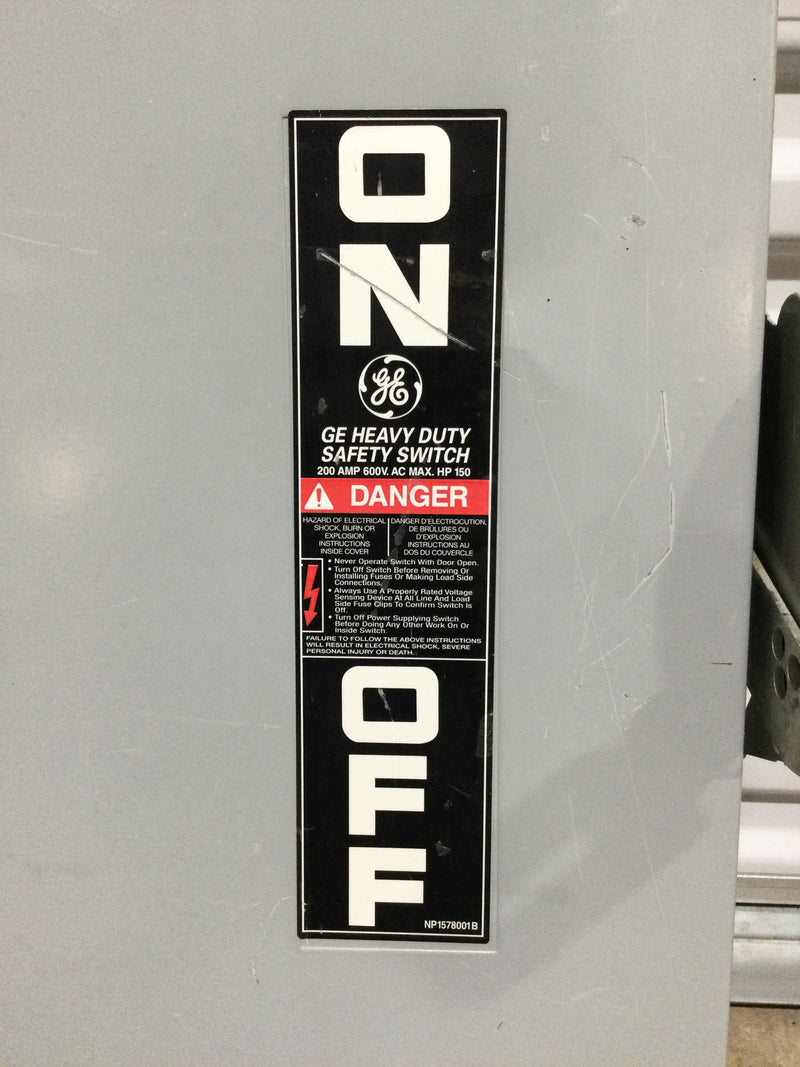 ON
GE
GE HEAVY DUTY
SAFETY SWITCH
200 AMP 600V. AC MAX. HP 150
DANGER
HAZARD OF ELECTRICAL
SHOCK, BURN OR
EXPLOSION
INSTRUCTIONS
INSIDE COVER
DANGER D'ELECTROCUTION,
DE BRÛLURES OU
D'EXPLOSION
INSTRUCTIONS AU
DOS DU COUVERCLE
• Never Operate Switch With Door Open.
• Turn Off Switch Before Removing Or
Installing Fuses Or Making Load Side
Connections.
• Always Use A Properly Rated Voltage
Sensing Device At All Line And Load
Side Fuse Clips To Confirm Switch Is
Off.
• Turn Off Power Supplying Switch
Before Doing Any Other Work On Or
Inside Switch.
FAILURE TO FOLLOW THE ABOVE INSTRUCTIONS
WILL RESULT IN ELECTRICAL SHOCK, SEVERE
PERSONAL INJURY OR DEATH.
OFF
NP1578001B